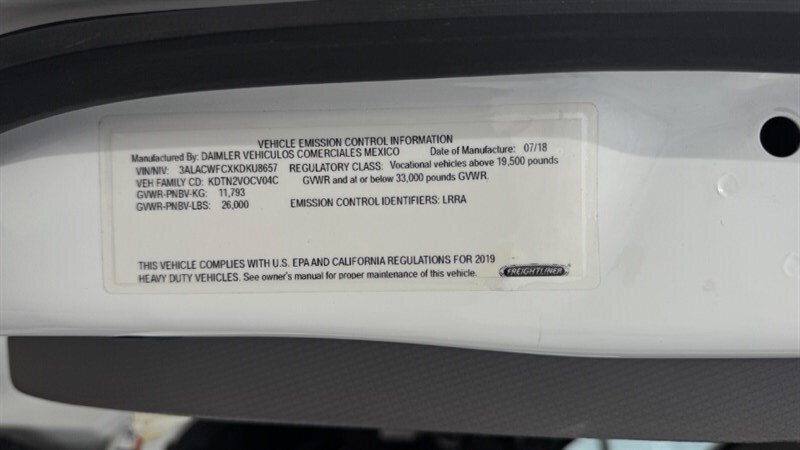 VEHICLE EMISSION CONTROL INFORMATION
Manufactured By: DAIMLER VEHICULOS COMERCIALES MEXICO Date of Manufacture: 07/18
VIN/NIV: 3ALACWFCXKDKU8657 REGULATORY CLASS: Vocational vehicles above 19,500 pounds
VEH FAMILY CD: KDTN2VOCV04C GVWR and at or below 33,000 pounds GVWR.
GVWR-PNBV-KG: 11,793
GVWR-PNBV-LBS: 26,000 EMISSION CONTROL IDENTIFIERS: LRRA
THIS VEHICLE COMPLIES WITH U.S. EPA AND CALIFORNIA REGULATIONS FOR 2019
HEAVY DUTY VEHICLES. See owner's manual for proper maintenance of this vehicle.
FREIGHTLINER